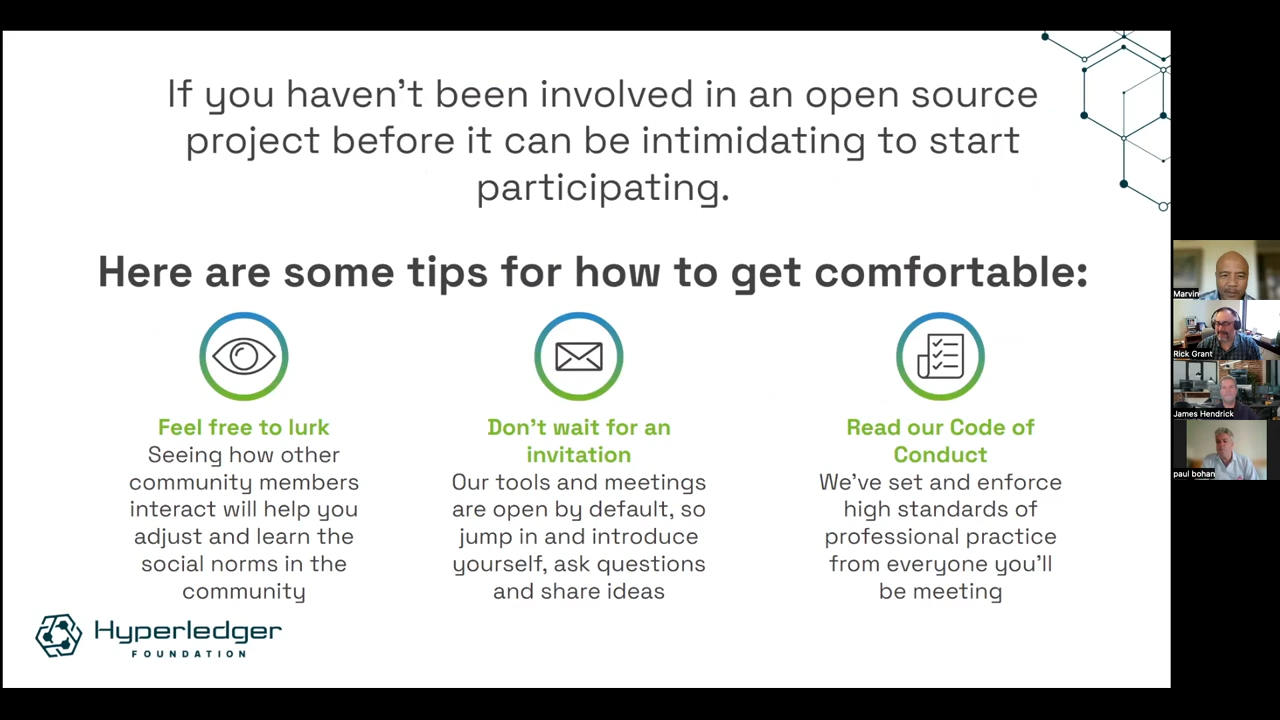 If you haven't been involved in an open source
project before it can be intimidating to start
participating.
Here are some tips for how to get comfortable:
Feel free to lurk
Seeing how other
community members
interact will help you
adjust and learn the
social norms in the
community
Don't wait for an
invitation
Our tools and meetings
are open by default, so
jump in and introduce
yourself, ask questions
and share ideas
Read our Code of
Conduct
We've set and enforce
high standards of
professional practice
from everyone you'll
be meeting
Hyperledger
FOUNDATION
Marvin
Rick Grant
James Hendrick
paul bohan